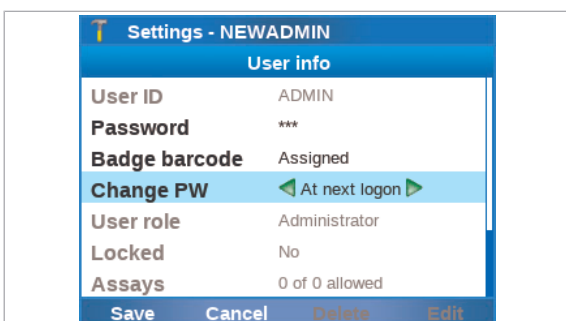 Settings - NEWADMIN
User info
User ID ADMIN
Password ***
Badge barcode Assigned
Change PW At next logon
User role Administrator
Locked No
Assays 0 of 0 allowed
Save Cancel Delete Edit